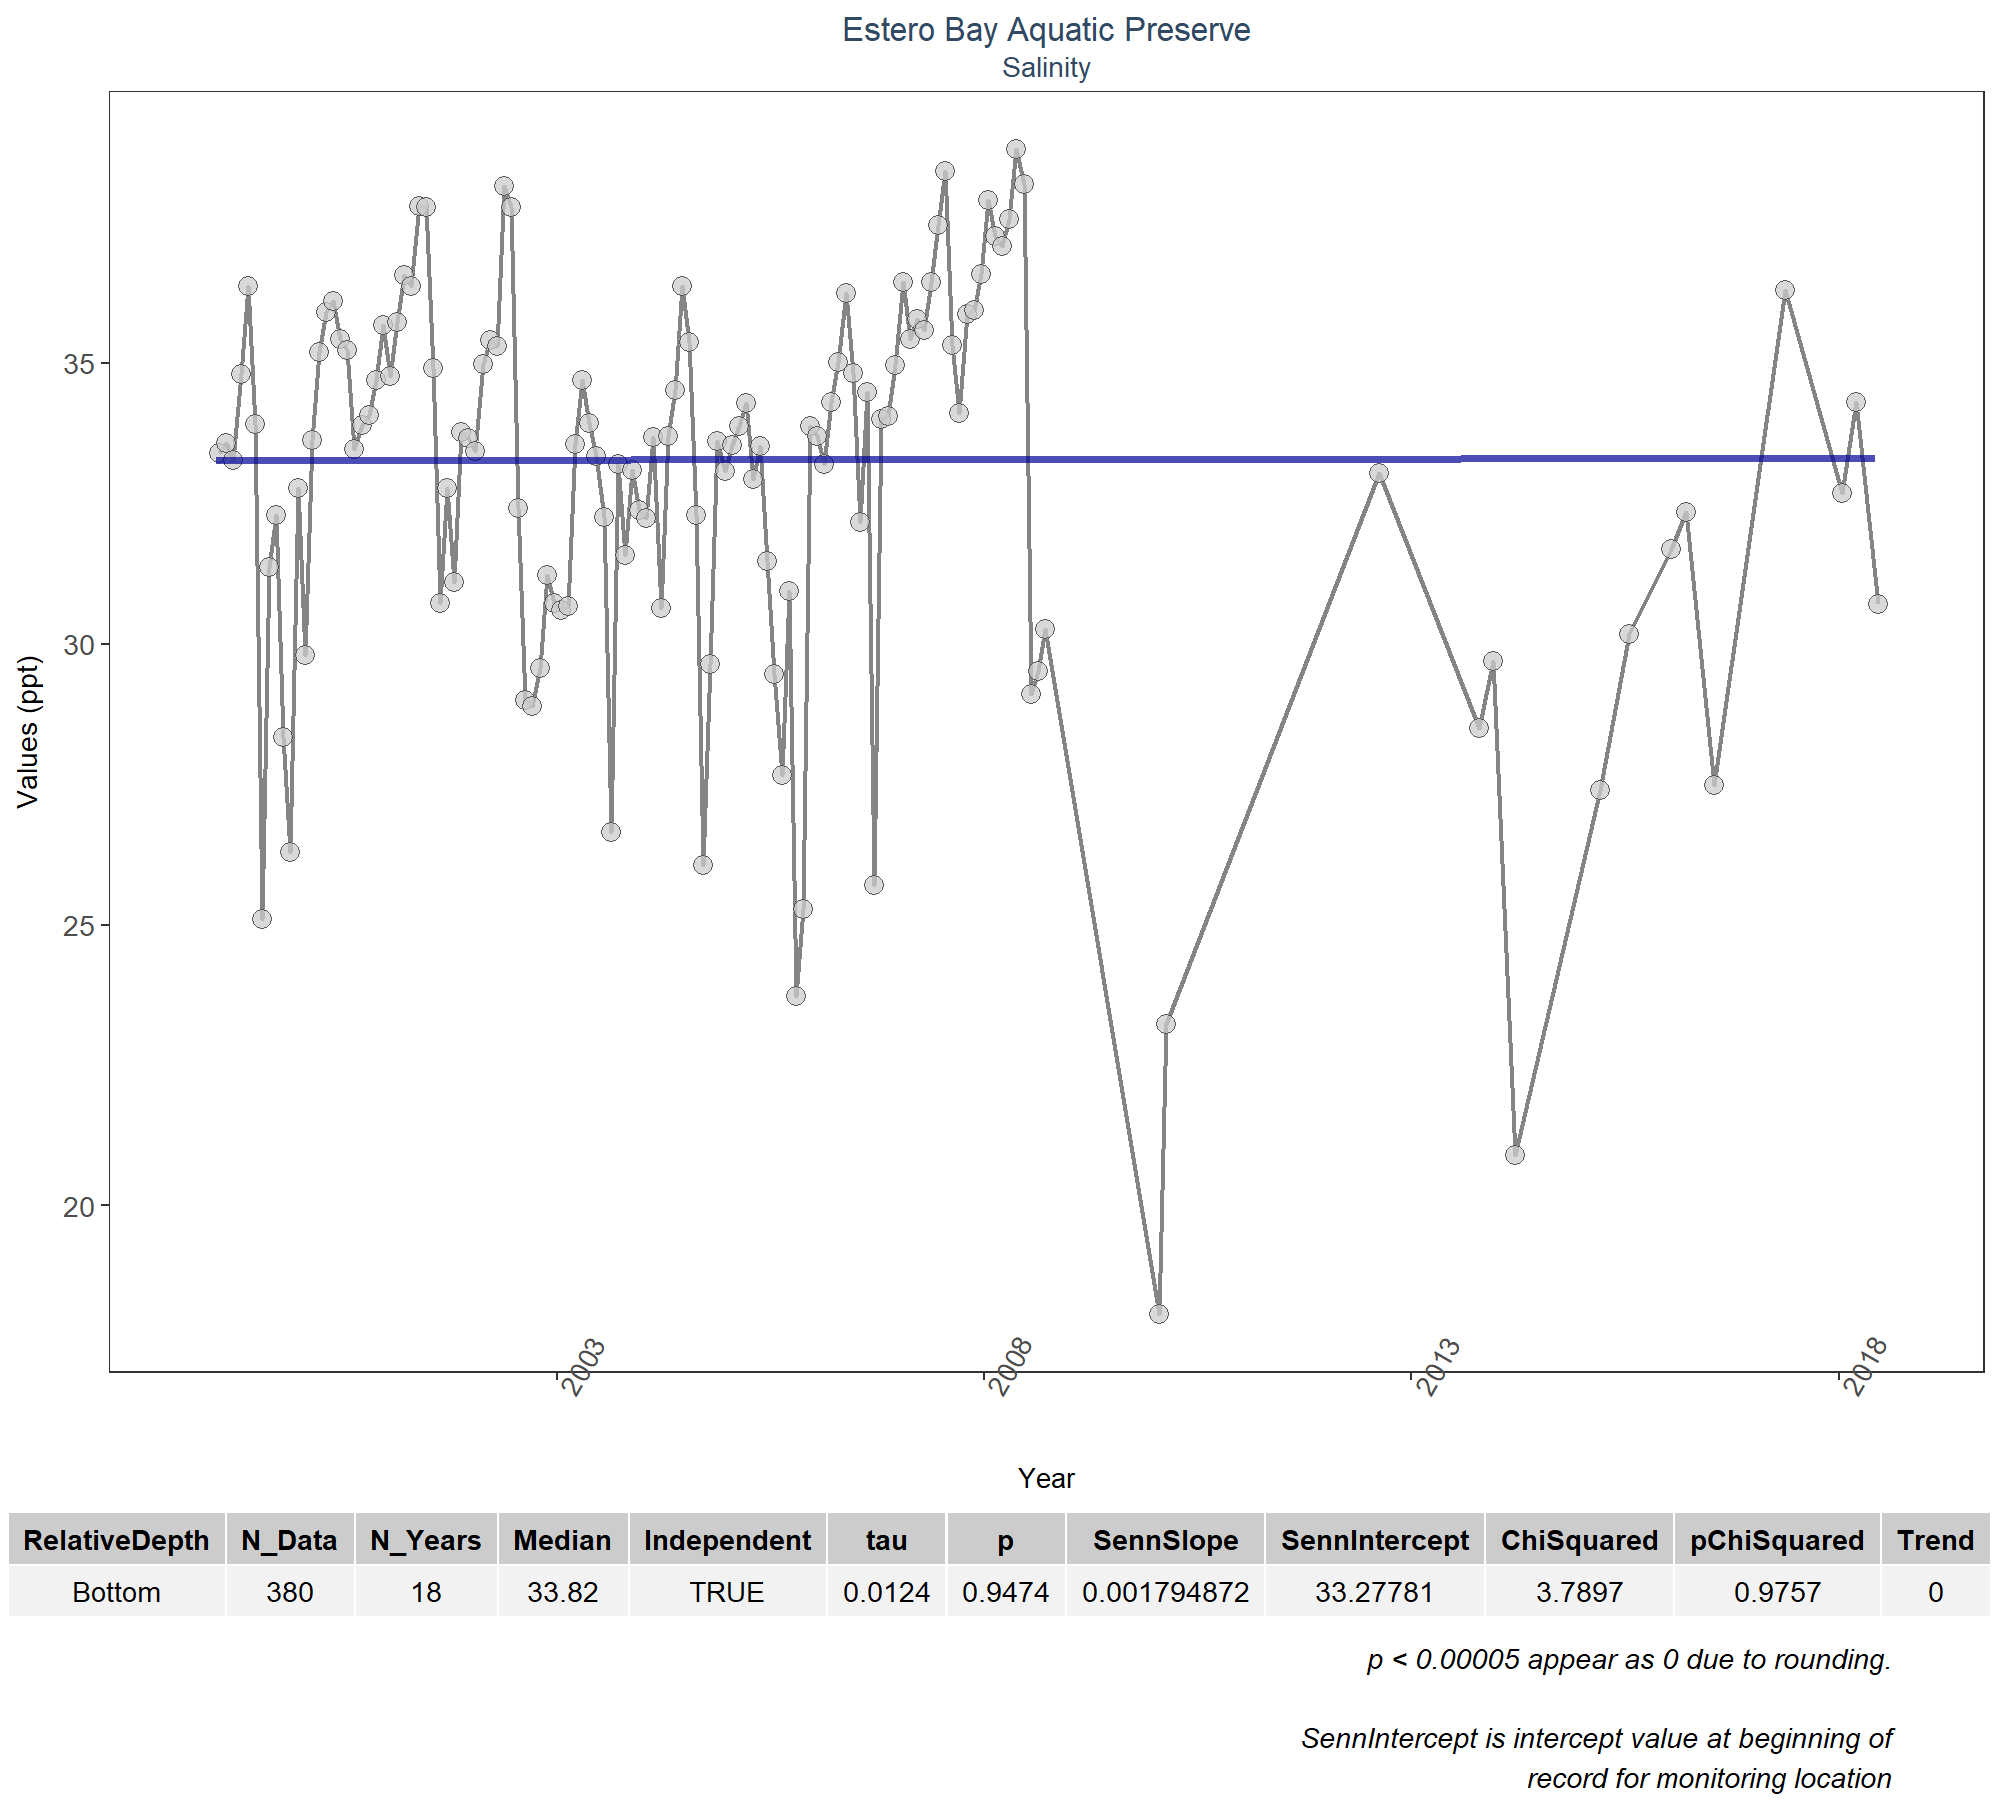 Estero Bay Aquatic Preserve
Salinity
Values (ppt)
35
30
25
20
2003 2008 2013 2018
Year
RelativeDepth N_Data N_Years Median Independent tau p SennSlope SennIntercept ChiSquared pChiSquared Trend
Bottom 380 18 33.82 TRUE 0.0124 0.9474 0.001794872 33.27781 3.7897 0.9757 0
p < 0.00005 appear as 0 due to rounding.
SennIntercept is intercept value at beginning of
record for monitoring location